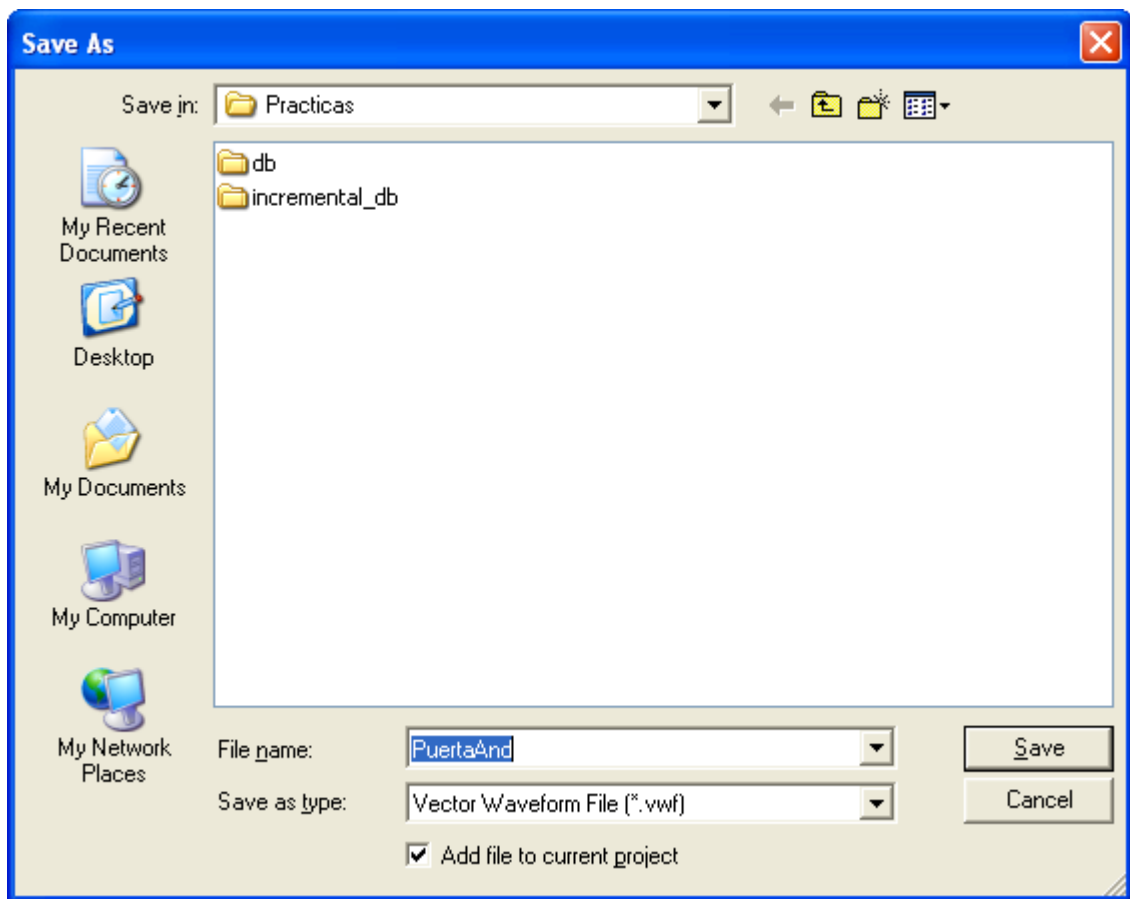 Save As
Save in:
Practicas
db
incremental_db
My Recent
Documents
Desktop
My Documents
My Computer
My Network
Places
File name:
PuertaAnd
Save
Save as type:
Vector Waveform File (*.vwf)
Cancel
Add file to current project